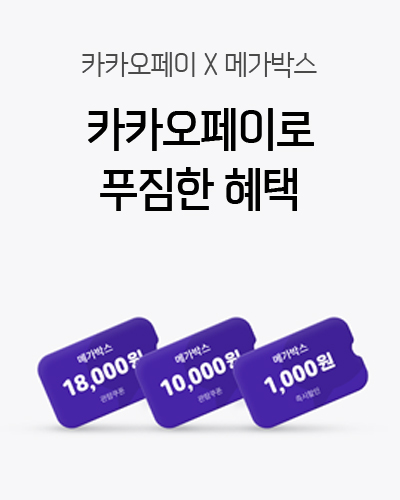 카카오페이 X 메가박스
카카오페이로
푸짐한 혜택
메가박스
18,000원
관람쿠폰
메가박스
10,000원
관람쿠폰
메가박스
1,000원
즉시할인